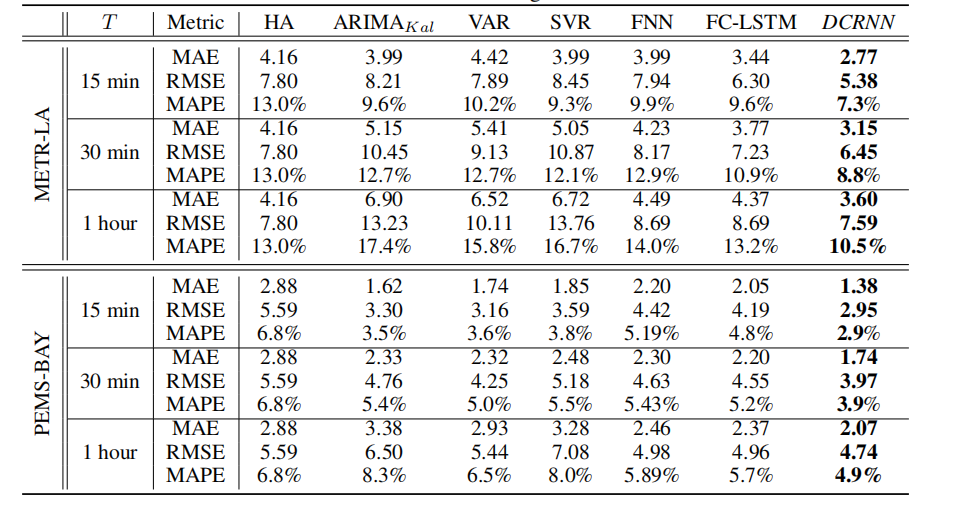 T Metric HA ARIMA_Kal VAR SVR FNN FC-LSTM DCRNN
METR-LA
15 min
MAE 4.16 3.99 4.42 3.99 3.99 3.44 2.77
RMSE 7.80 8.21 7.89 8.45 7.94 6.30 5.38
MAPE 13.0% 9.6% 10.2% 9.3% 9.9% 9.6% 7.3%
30 min
MAE 4.16 5.15 5.41 5.05 4.23 3.77 3.15
RMSE 7.80 10.45 9.13 10.87 8.17 7.23 6.45
MAPE 13.0% 12.7% 12.7% 12.1% 12.9% 10.9% 8.8%
1 hour
MAE 4.16 6.90 6.52 6.72 4.49 4.37 3.60
RMSE 7.80 13.23 10.11 13.76 8.69 8.69 7.59
MAPE 13.0% 17.4% 15.8% 16.7% 14.0% 13.2% 10.5%
PEMS-BAY
15 min
MAE 2.88 1.62 1.74 1.85 2.20 2.05 1.38
RMSE 5.59 3.30 3.16 3.59 4.42 4.19 2.95
MAPE 6.8% 3.5% 3.6% 3.8% 5.19% 4.8% 2.9%
30 min
MAE 2.88 2.33 2.32 2.48 2.30 2.20 1.74
RMSE 5.59 4.76 4.25 5.18 4.63 4.55 3.97
MAPE 6.8% 5.4% 5.0% 5.5% 5.43% 5.2% 3.9%
1 hour
MAE 2.88 3.38 2.93 3.28 2.46 2.37 2.07
RMSE 5.59 6.50 5.44 7.08 4.98 4.96 4.74
MAPE 6.8% 8.3% 6.5% 8.0% 5.89% 5.7% 4.9%